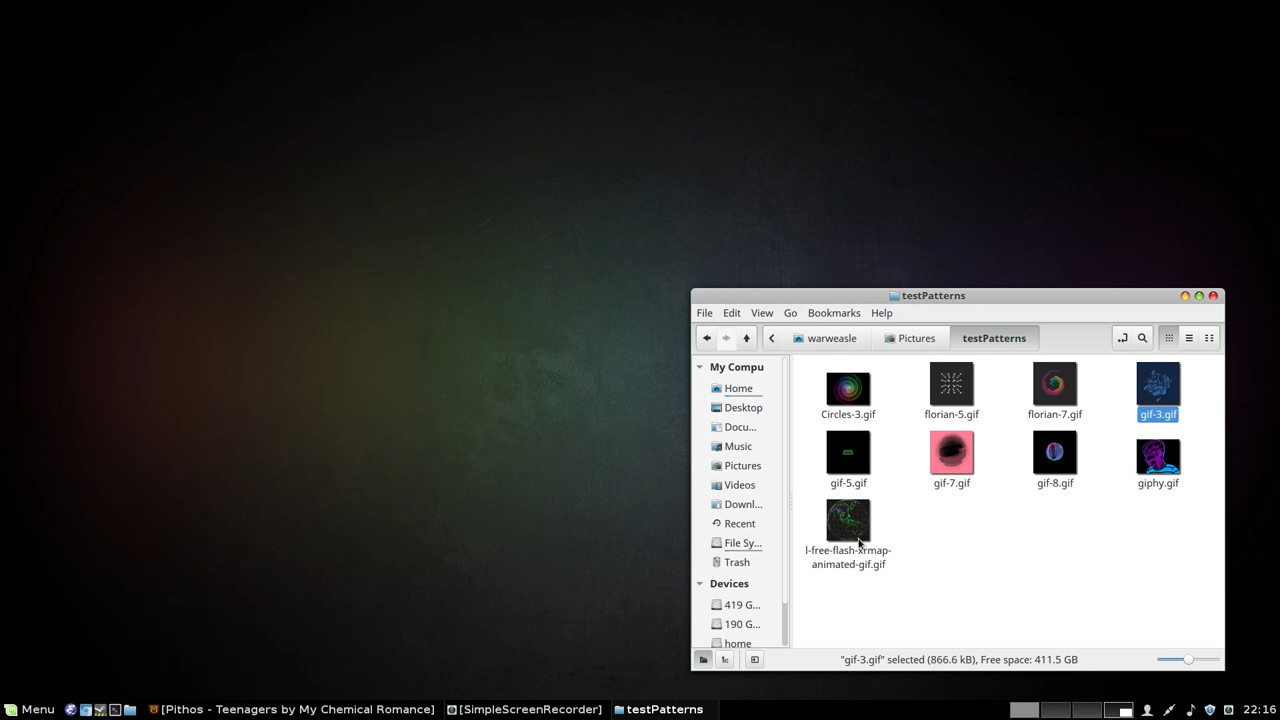 testPatterns
File Edit View Go Bookmarks Help
warweasle Pictures testPatterns
My Compu
Home
Desktop
Docu...
Music
Pictures
Videos
Downl...
Recent
File Sy...
Trash
Devices
419 G...
190 G...
home
Circles-3.gif florian-5.gif florian-7.gif gif-3.gif
gif-5.gif gif-7.gif gif-8.gif giphy.gif
l-free-flash-xrmap-
animated-gif.gif
"gif-3.gif" selected (866.6 kB), Free space: 411.5 GB
Menu [Pithos - Teenagers by My Chemical Romance] [SimpleScreenRecorder] testPatterns 22:16